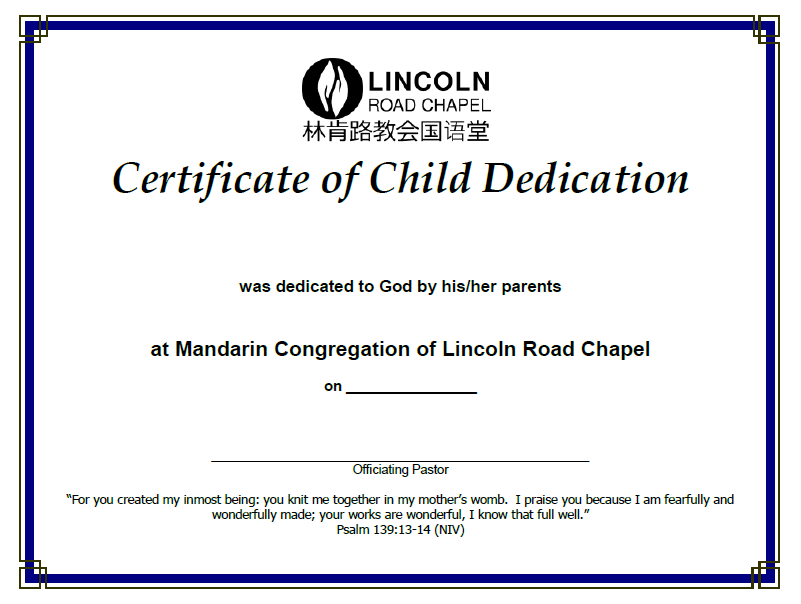 LINCOLN
ROAD CHAPEL
林肯路教会国语堂
Certificate of Child Dedication
was dedicated to God by his/her parents
at Mandarin Congregation of Lincoln Road Chapel
on ________________
Officiating Pastor
“For you created my inmost being: you knit me together in my mother’s womb.  I praise you because I am fearfully and
wonderfully made; your works are wonderful, I know that full well.”
Psalm 139:13-14 (NIV)